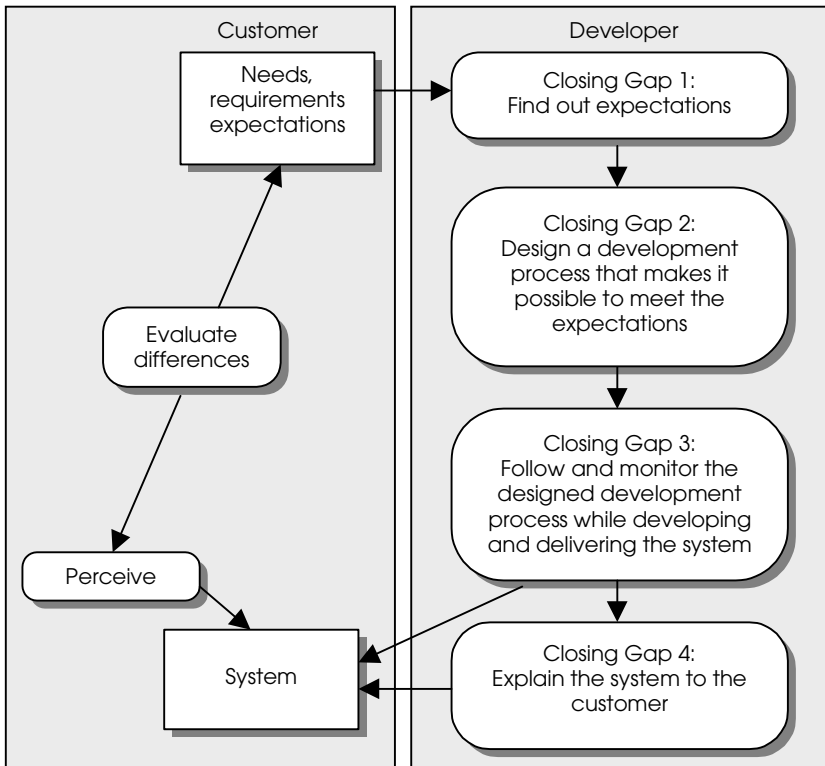 Customer
Needs,
requirements
expectations
Evaluate
differences
Perceive
System
Developer
Closing Gap 1:
Find out expectations
Closing Gap 2:
Design a development
process that makes it
possible to meet the
expectations
Closing Gap 3:
Follow and monitor the
designed development
process while developing
and delivering the system
Closing Gap 4:
Explain the system to the
customer